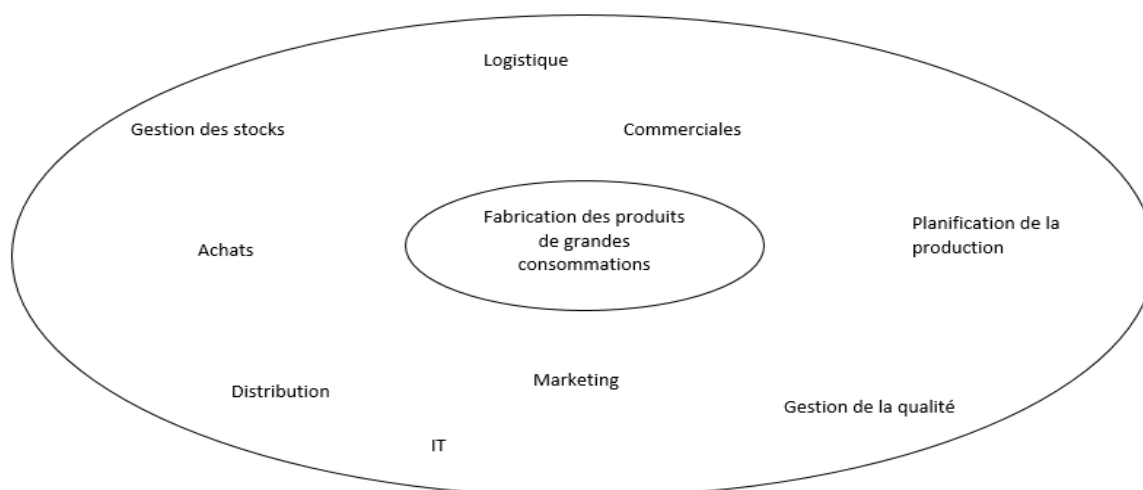 Logistique
Gestion des stocks
Commerciales
Fabrication des produits
de grandes
consommations
Planification de la
production
Achats
Marketing
Distribution
Gestion de la qualité
IT